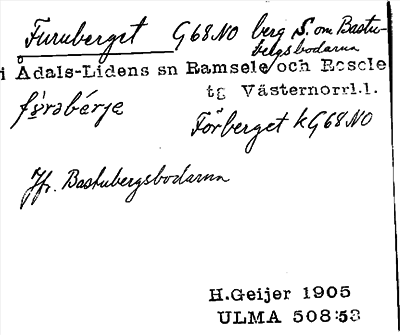 Furuberget G68NO berg S. om Bastu-
bergsbodarna
i Ådals-Lidens sn Ramsele och Resele
tg Västernorrl.l.
Förberget kG68NO
Jfr. Bastubergsbodarna
H.Geijer 1905
ULMA 508:53